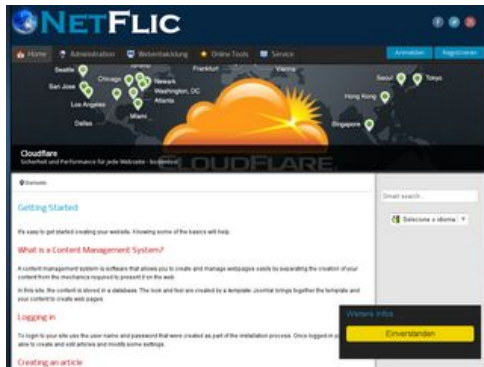 NETFLIC
Home Administration Webentwicklung Online Tools Service Anmelden Registrieren
Seattle Chicago Toronto Frankfurt Vienna Seoul Tokyo
San Jose Newark
Washington, DC
Los Angeles Atlanta Hong Kong
Dallas Miami Singapore
CLOUDFLARE
Cloudflare
Sicherheit und Performance für jede Webseite - kostenlos!
Startseite
Smart search...
Getting Started
Selecione o idioma ▼
It's easy to get started creating your website. Knowing some of the basics will help.
What is a Content Management System?
A content management system is software that allows you to create and manage webpages easily by separating the creation of your
content from the mechanics required to present it on the web.
In this site, the content is stored in a database. The look and feel are created by a template. Joomla! brings together the template and
your content to create web pages.
Logging in
Weitere Infos
Einverstanden
To login to your site use the user name and password that were created as part of the installation process. Once logged in
able to create and edit articles and modify some settings.
Creating an article